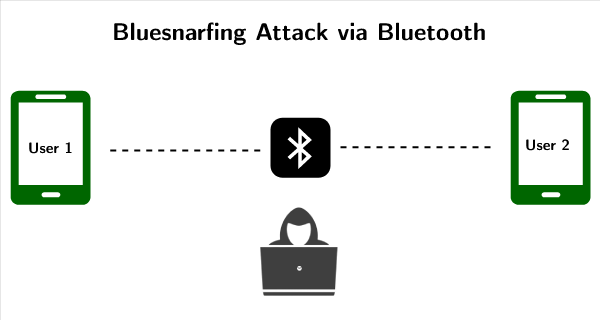 Bluesnarfing Attack via Bluetooth
User 1
User 2